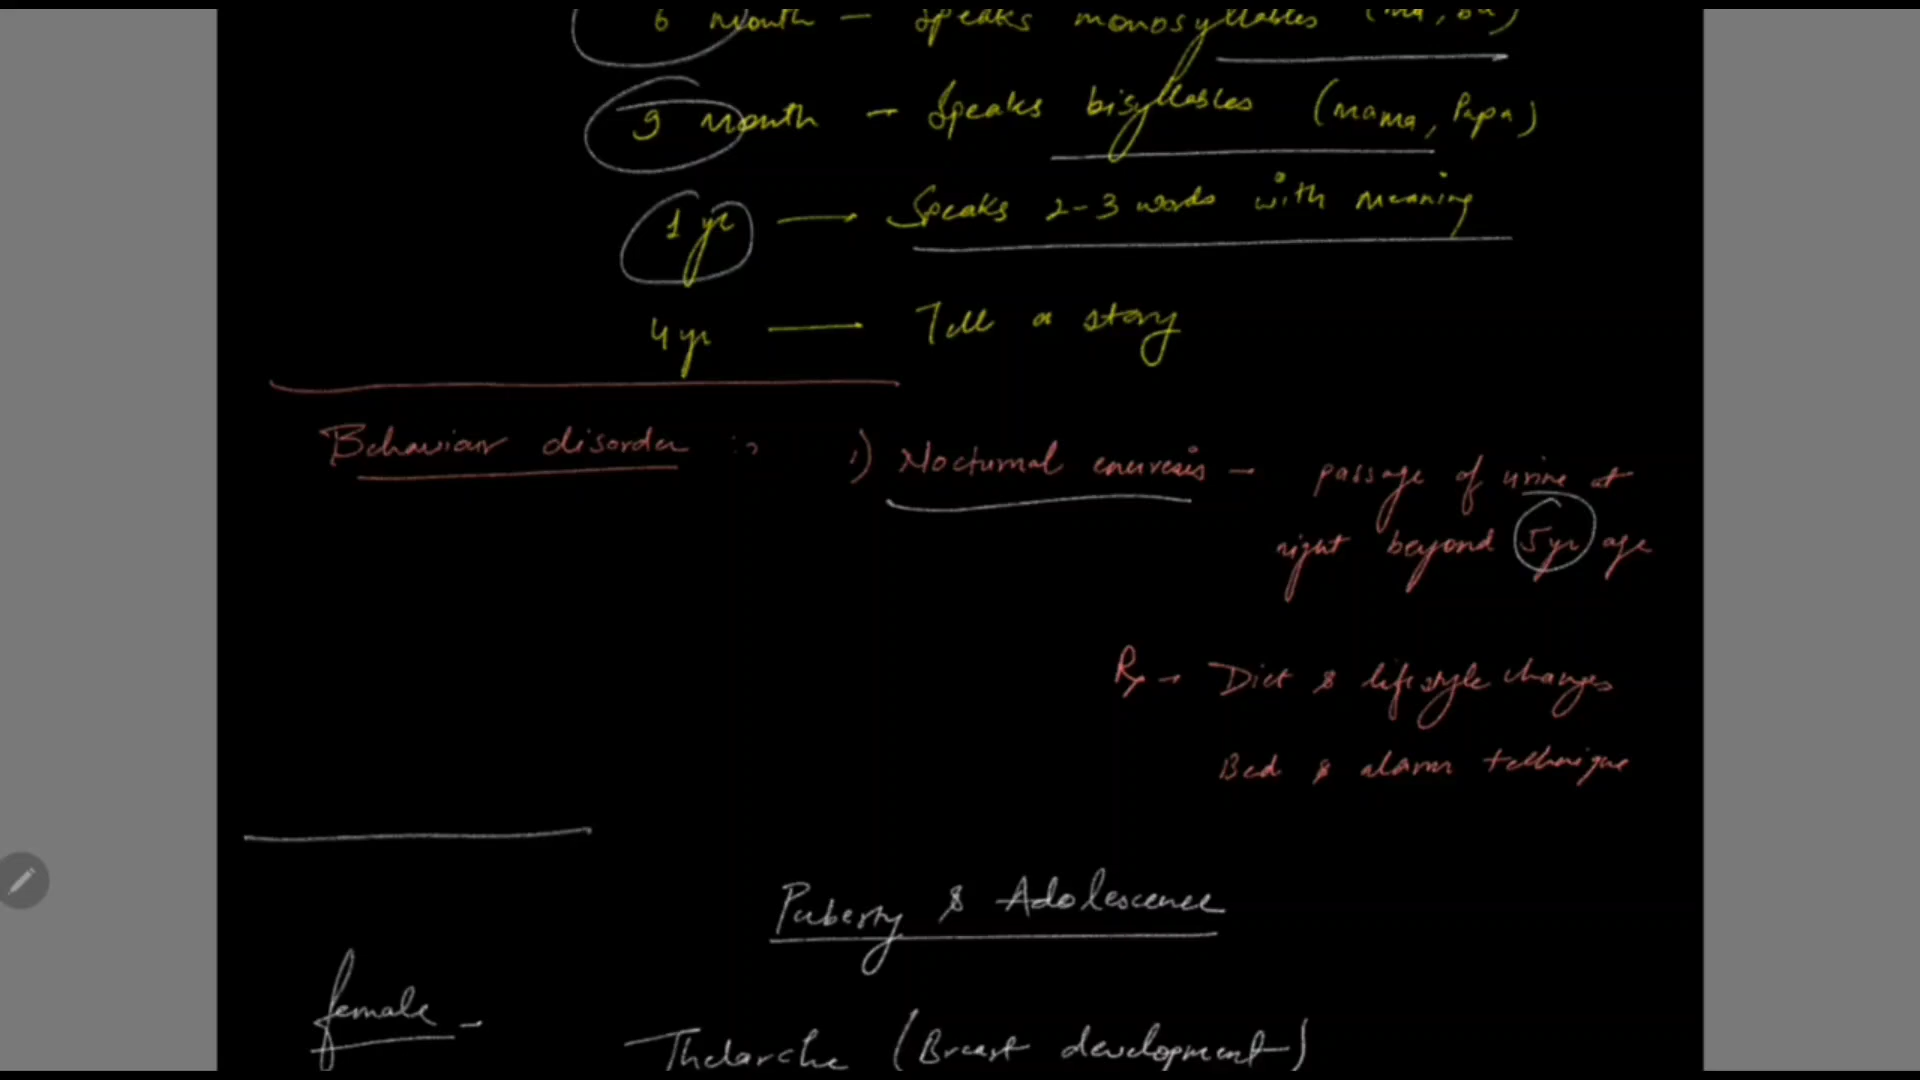 6 month - Speaks monosyllables (ma, ba)
9 month - Speaks bisyllables (mama, Papa)
1 yr — Speaks 2-3 words with meaning
4 yr — Tell a story
Behaviour disorder :> 1) Nocturnal enuresis - passage of urine at
night beyond 5yr age
Rx → Diet & lifestyle changes
Bed & alarm technique
Puberty & Adolescence
female -
Thelarche (Breast development)